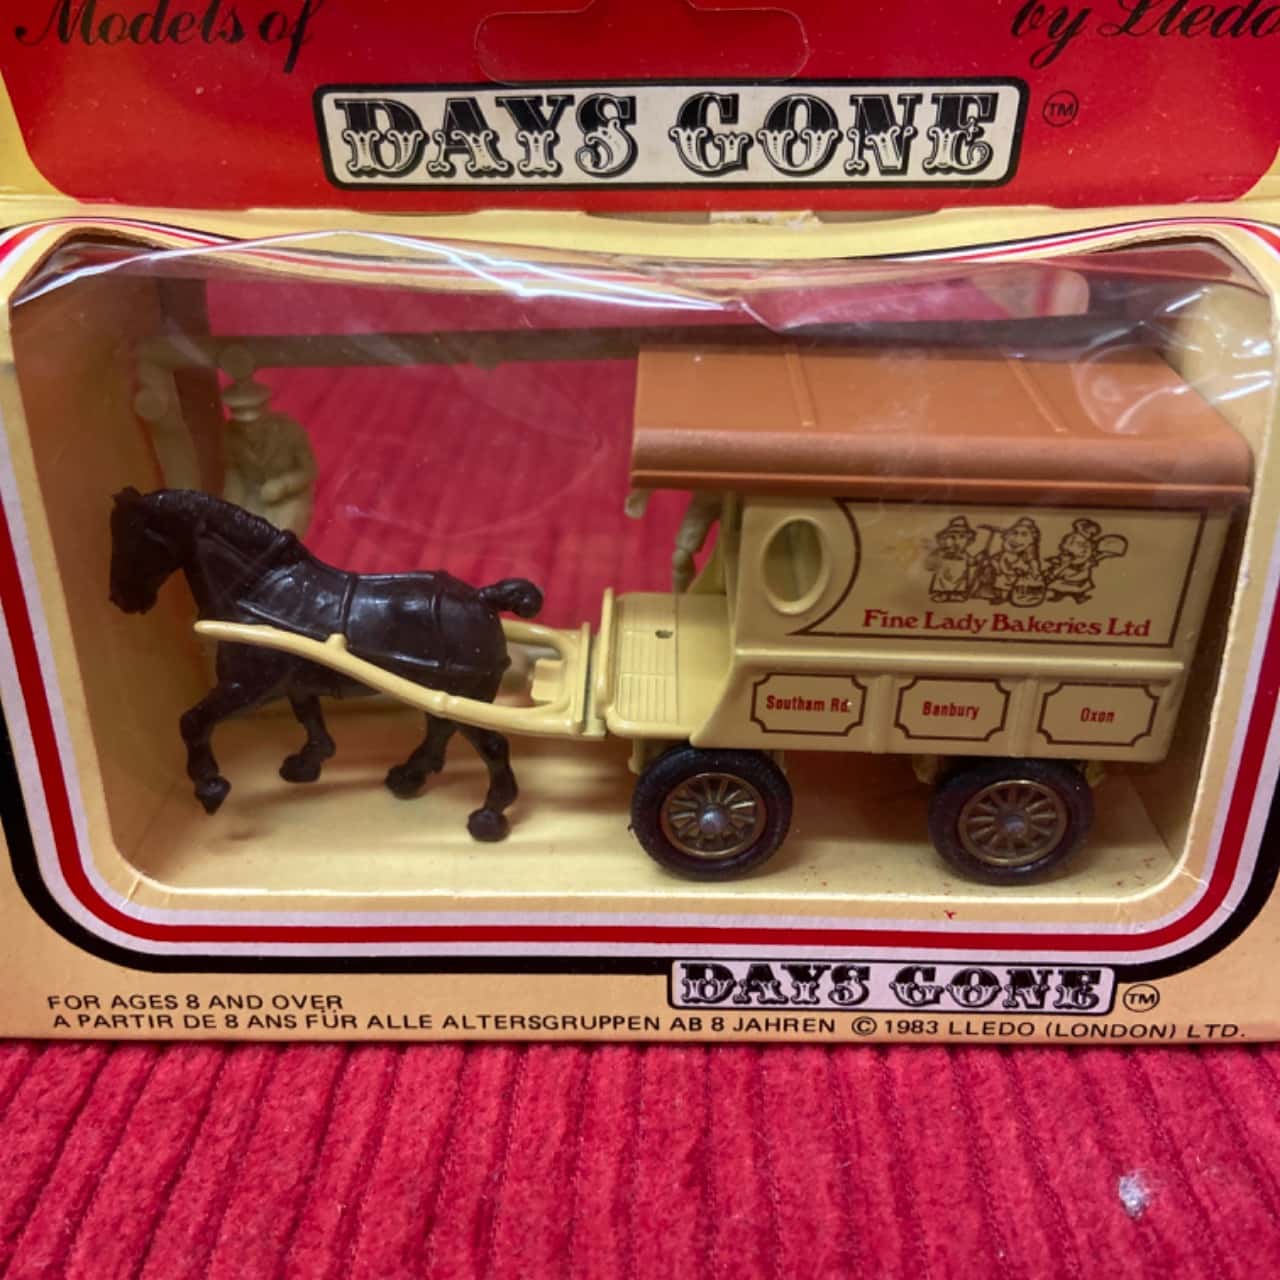 Models of by Lledo
DAYS GONE TM
Fine Lady Bakeries Ltd
Southam Rd. Banbury Oxon
DAYS GONE TM
FOR AGES 8 AND OVER
A PARTIR DE 8 ANS FÜR ALLE ALTERSGRUPPEN AB 8 JAHREN © 1983 LLEDO (LONDON) LTD.